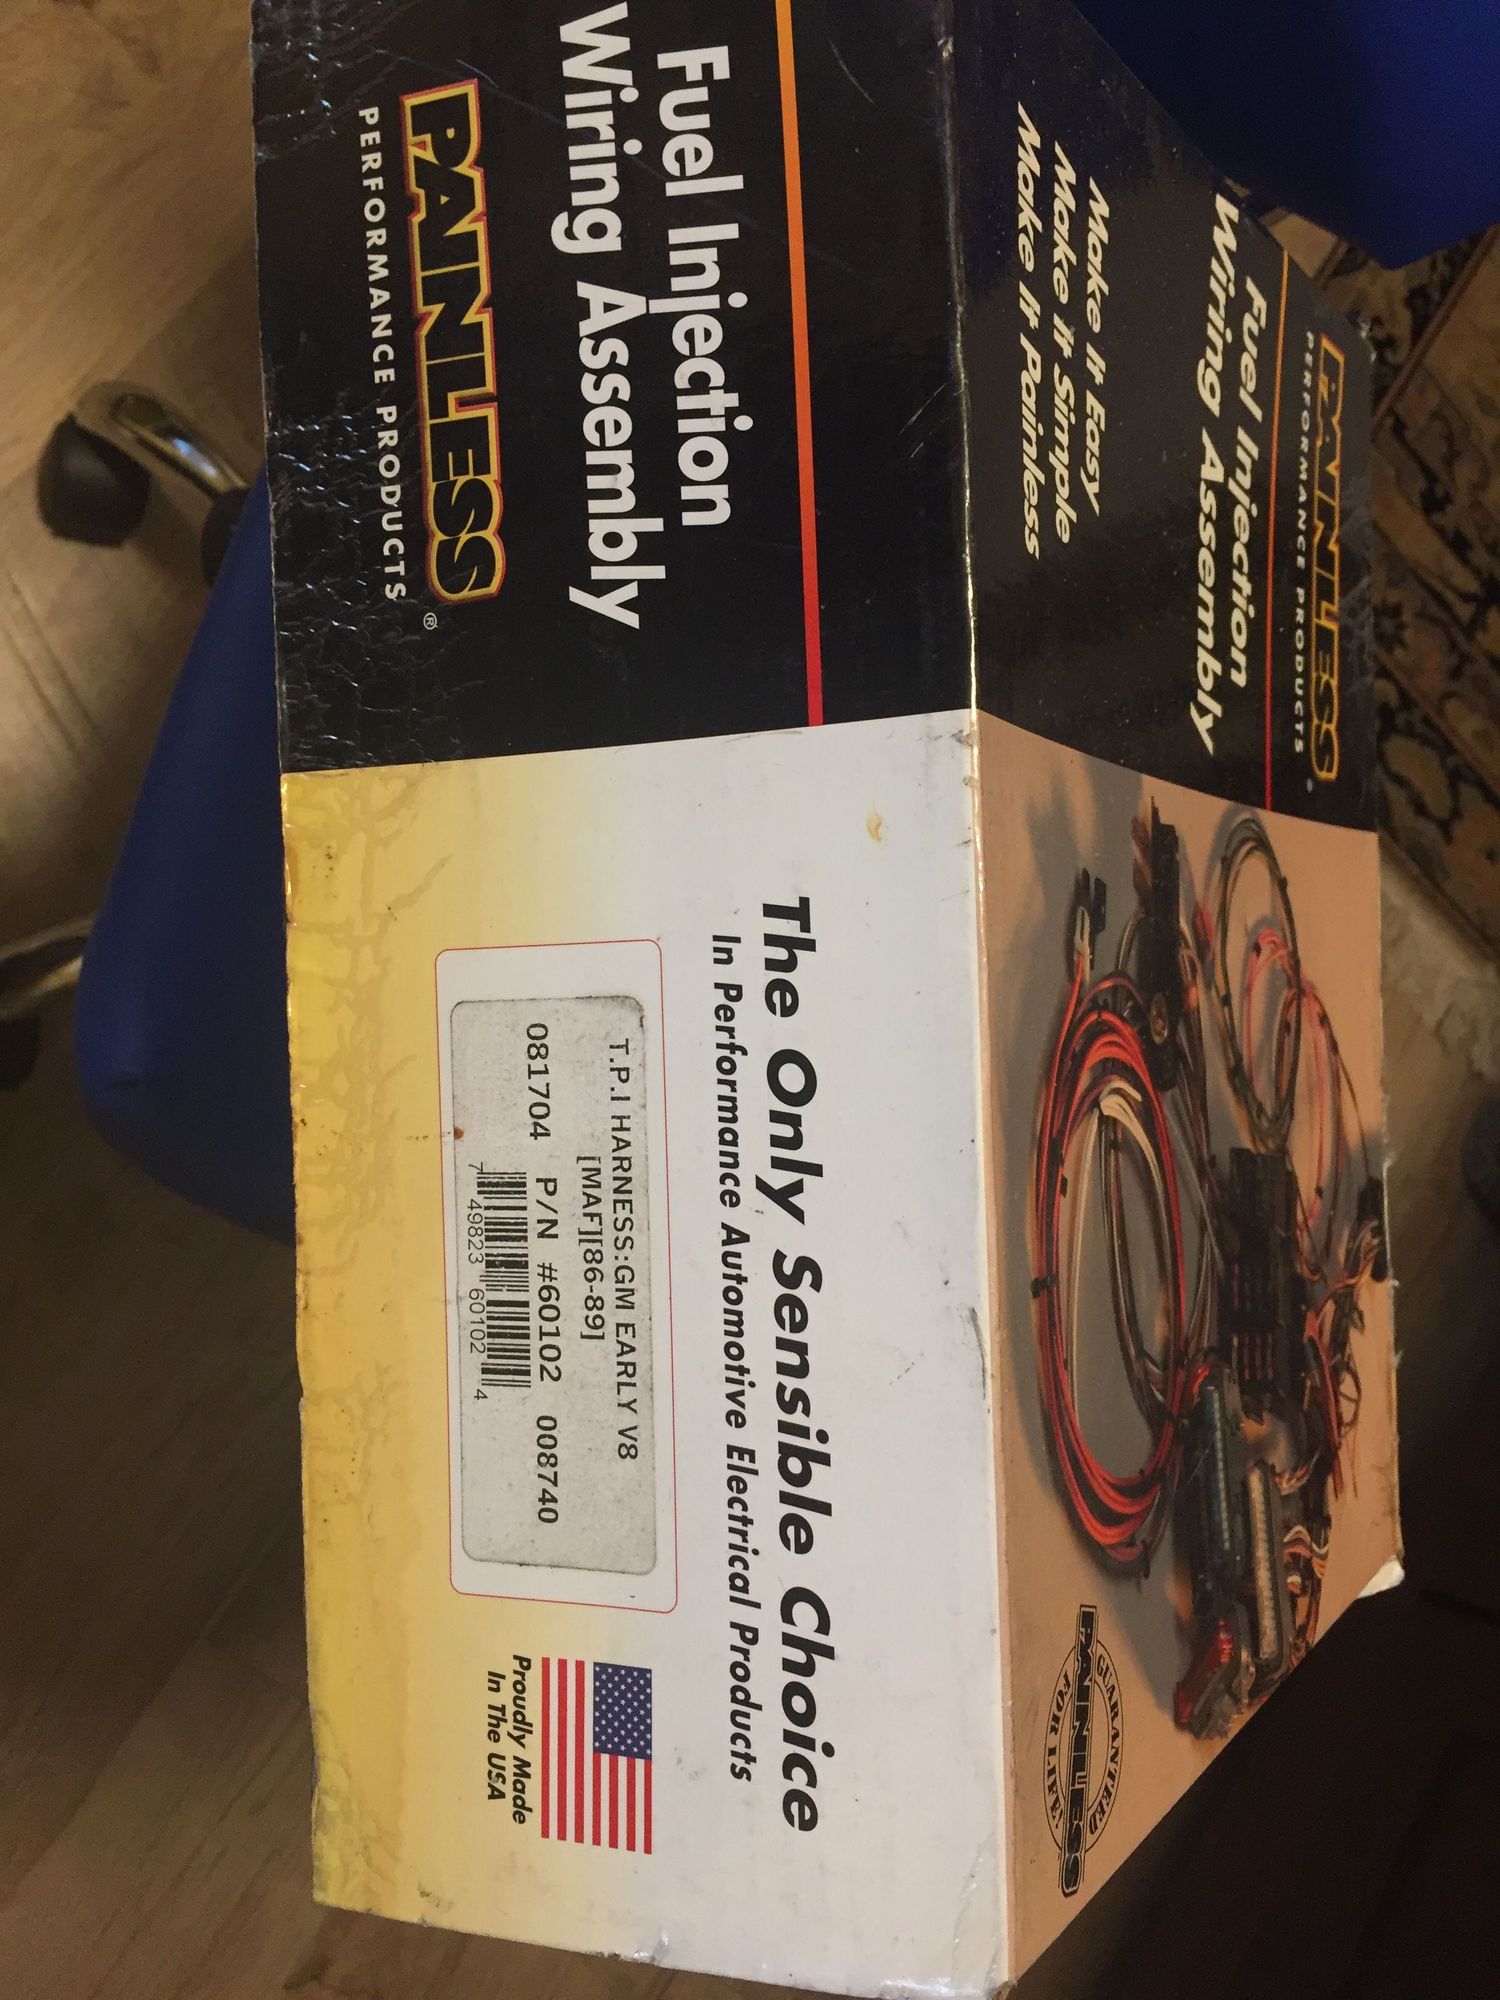 PAINLESS
PERFORMANCE PRODUCTS
Fuel Injection
Wiring Assembly
Make It Easy
Make It Simple
Make It Painless
GUARANTEED
PAINLESS
FOR LIFE
Fuel Injection
Wiring Assembly
PAINLESS
PERFORMANCE PRODUCTS®
The Only Sensible Choice
In Performance Automotive Electrical Products
T.P.I HARNESS:GM EARLY V8
[MAF][86-89]
081704 P/N #60102 008740
7 49823 60102 4
Proudly Made
In The USA